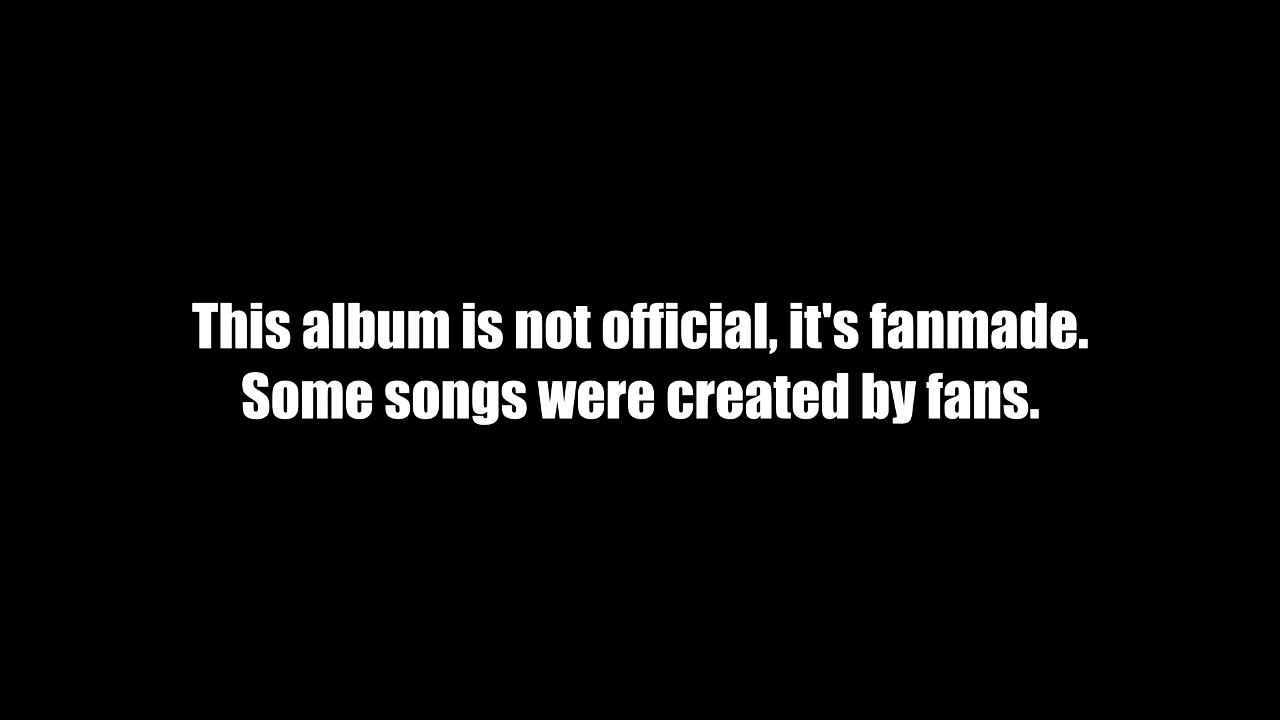 This album is not official, it's fanmade.
Some songs were created by fans.